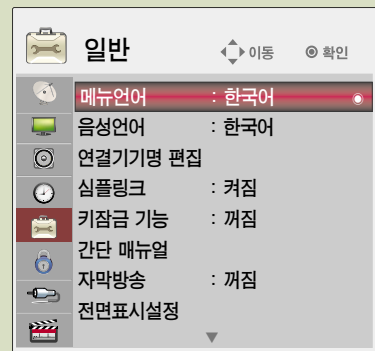 일반 이동 확인
메뉴언어 : 한국어
음성언어 : 한국어
연결기기명 편집
심플링크 : 켜짐
키잠금 기능 : 꺼짐
간단 매뉴얼
자막방송 : 꺼짐
전면표시설정